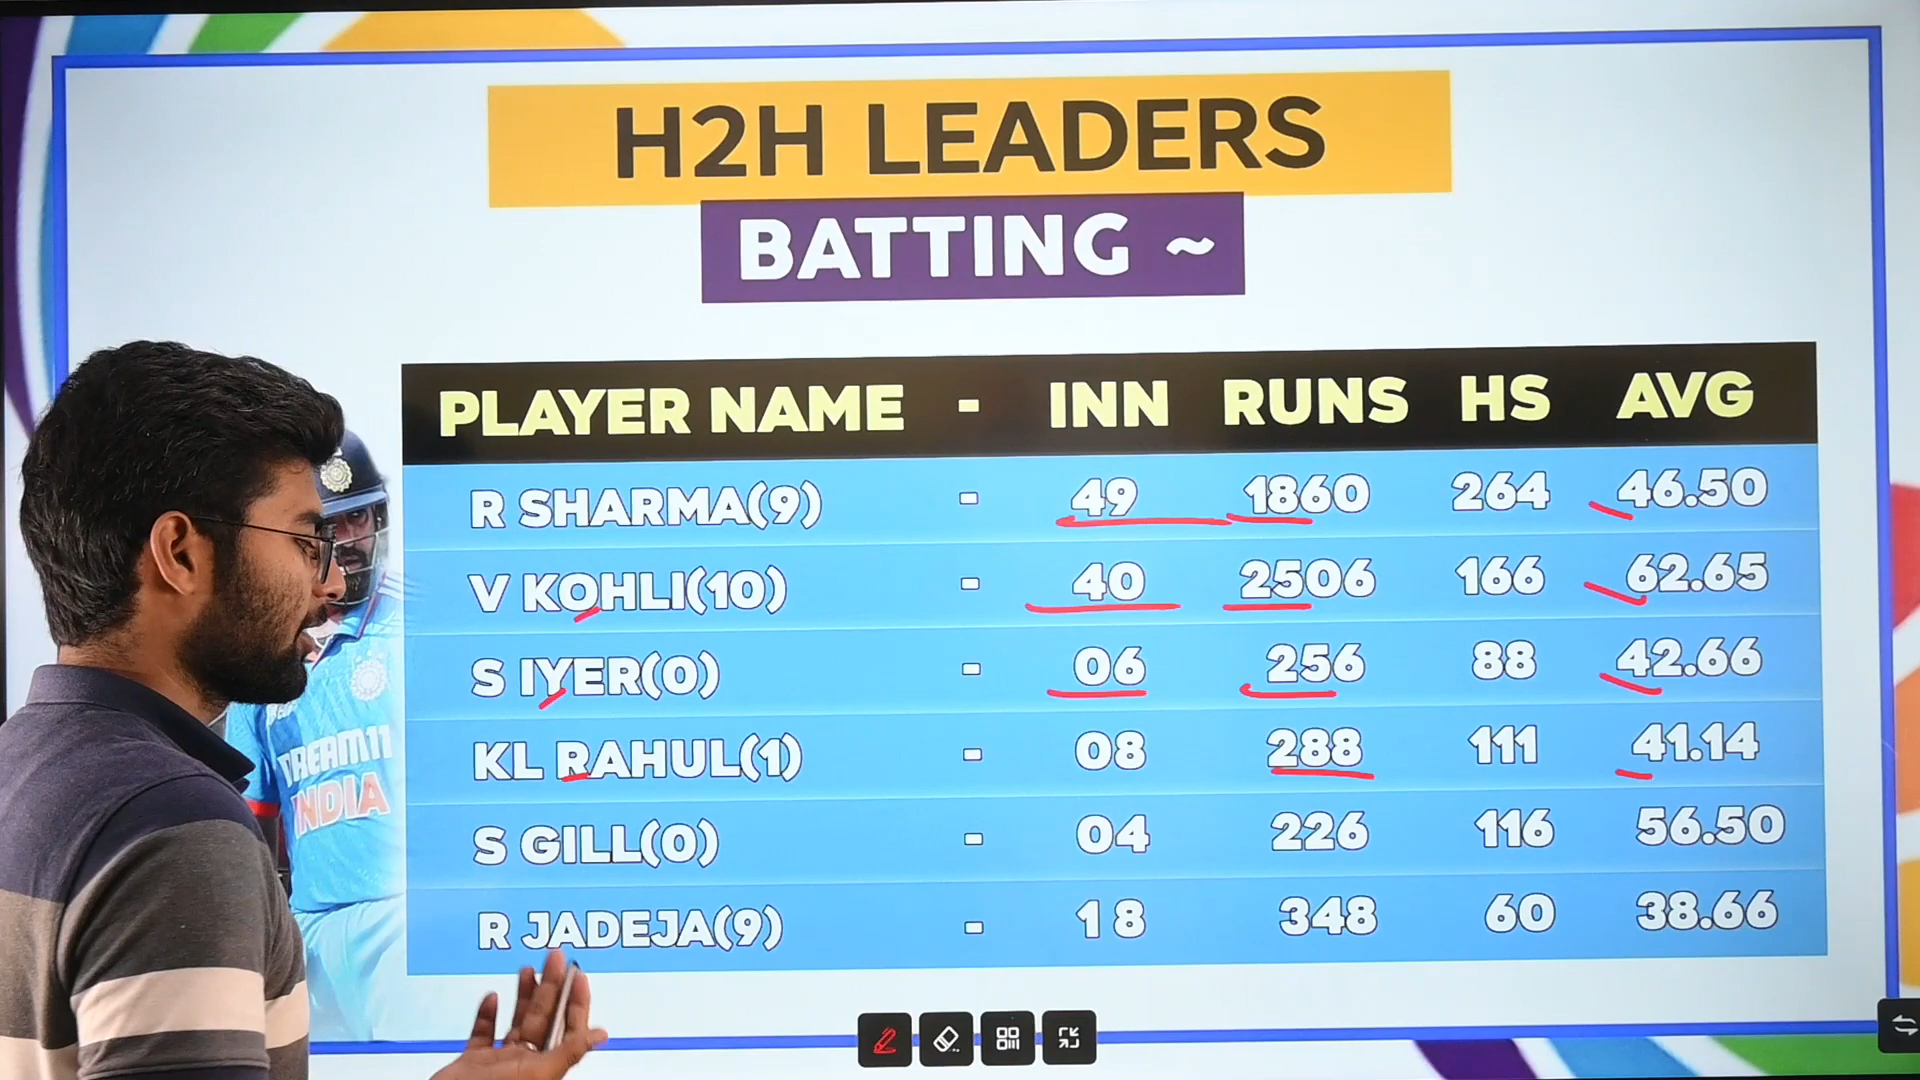 H2H LEADERS
BATTING ~
PLAYER NAME - INN RUNS HS AVG
R SHARMA(9) - 49 1860 264 46.50
V KOHLI(10) - 40 2506 166 62.65
S IYER(0) - 06 256 88 42.66
KL RAHUL(1) - 08 288 111 41.14
S GILL(0) - 04 226 116 56.50
R JADEJA(9) - 18 348 60 38.66
DREAM11
INDIA